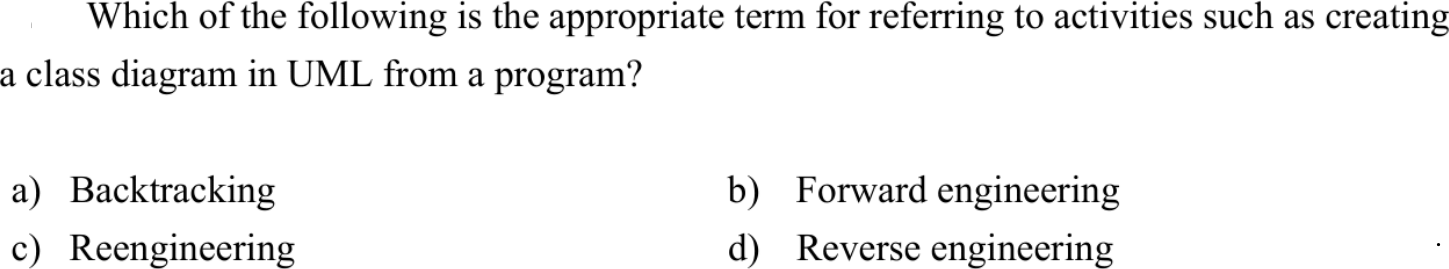 Which of the following is the appropriate term for referring to activities such as creating
a class diagram in UML from a program?
a) Backtracking b) Forward engineering
c) Reengineering d) Reverse engineering